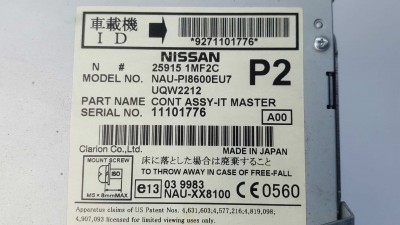 車載機
I D
*9271101776*
NISSAN
N # 25915 1MF2C
P2
MODEL NO. NAU-PI8600EU7
UQW2212
PART NAME CONT ASSY-IT MASTER
SERIAL NO. 11101776
A00
Clarion Co.,Ltd.
MADE IN JAPAN
MOUNT SCREW
ISO
M5×8mmMAX
床に落とした場合は廃棄すること
TO THROW AWAY IN CASE OF FREE-FALL
e13 03 9983
NAU-XX8100
CE0560
Apparatus claims of US Patent Nos. 4,631,603; 4,577,216; 4,819,098;
4,907,093 licensed for limited viewing uses only.